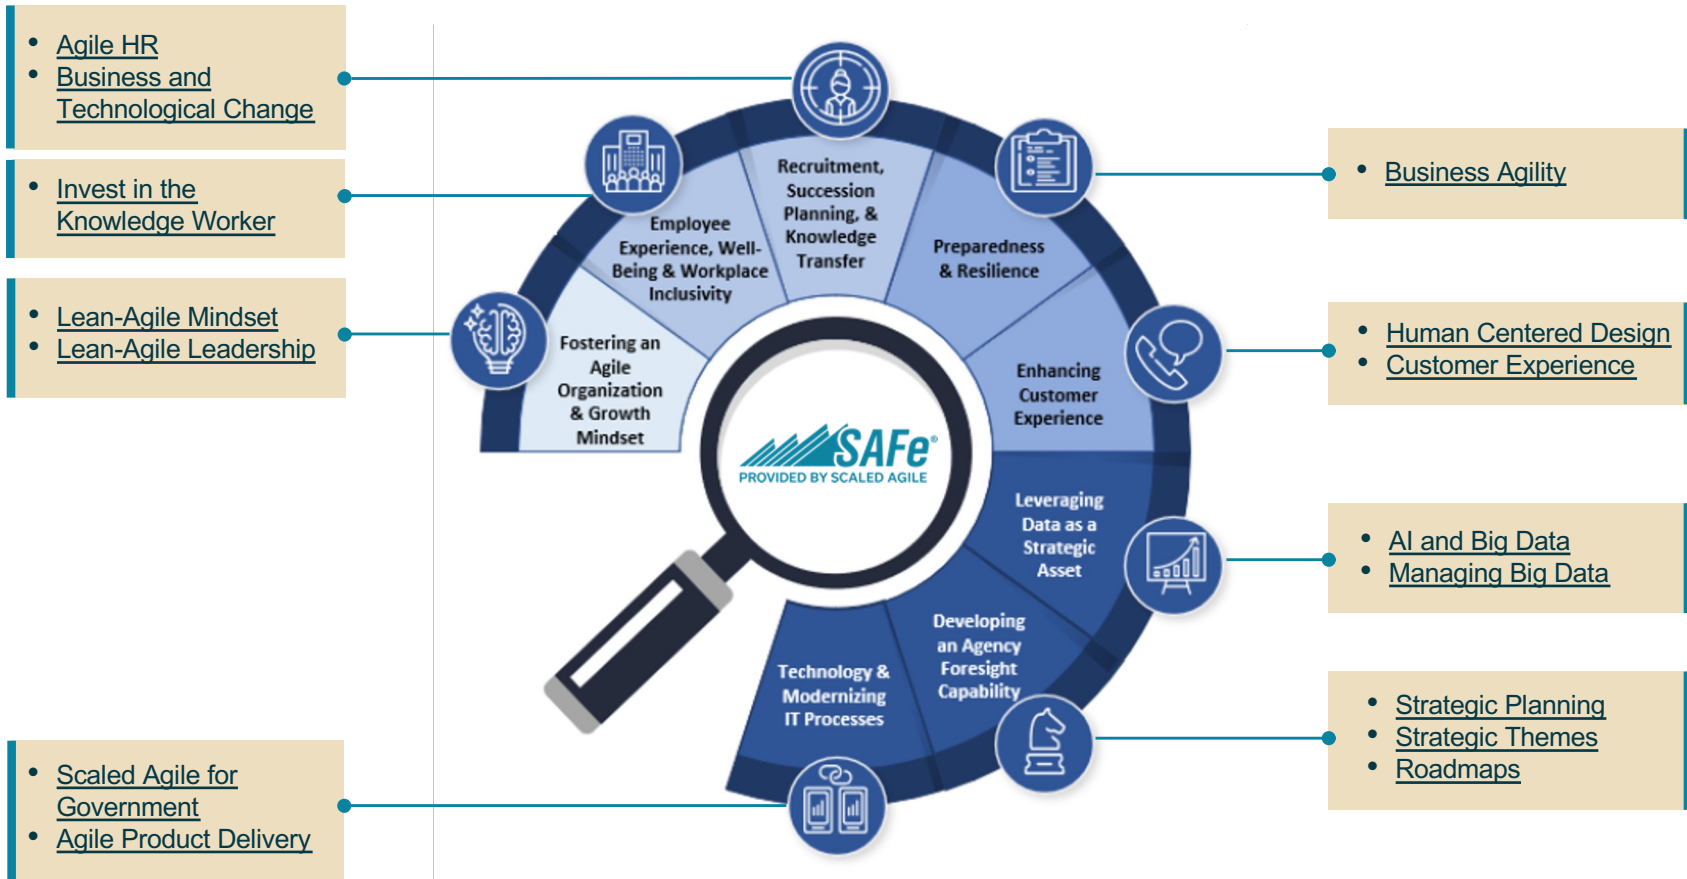 • Agile HR
• Business and
Technological Change
• Invest in the
Knowledge Worker
• Lean-Agile Mindset
• Lean-Agile Leadership
• Scaled Agile for
Government
• Agile Product Delivery
Fostering an
Agile
Organization
& Growth
Mindset
Employee
Experience, Well-
Being & Workplace
Inclusivity
Recruitment,
Succession
Planning, &
Knowledge
Transfer
Preparedness
& Resilience
Enhancing
Customer
Experience
Leveraging
Data as a
Strategic
Asset
Developing
an Agency
Foresight
Capability
Technology &
Modernizing
IT Processes
SAFe®
PROVIDED BY SCALED AGILE
• Business Agility
• Human Centered Design
• Customer Experience
• AI and Big Data
• Managing Big Data
• Strategic Planning
• Strategic Themes
• Roadmaps